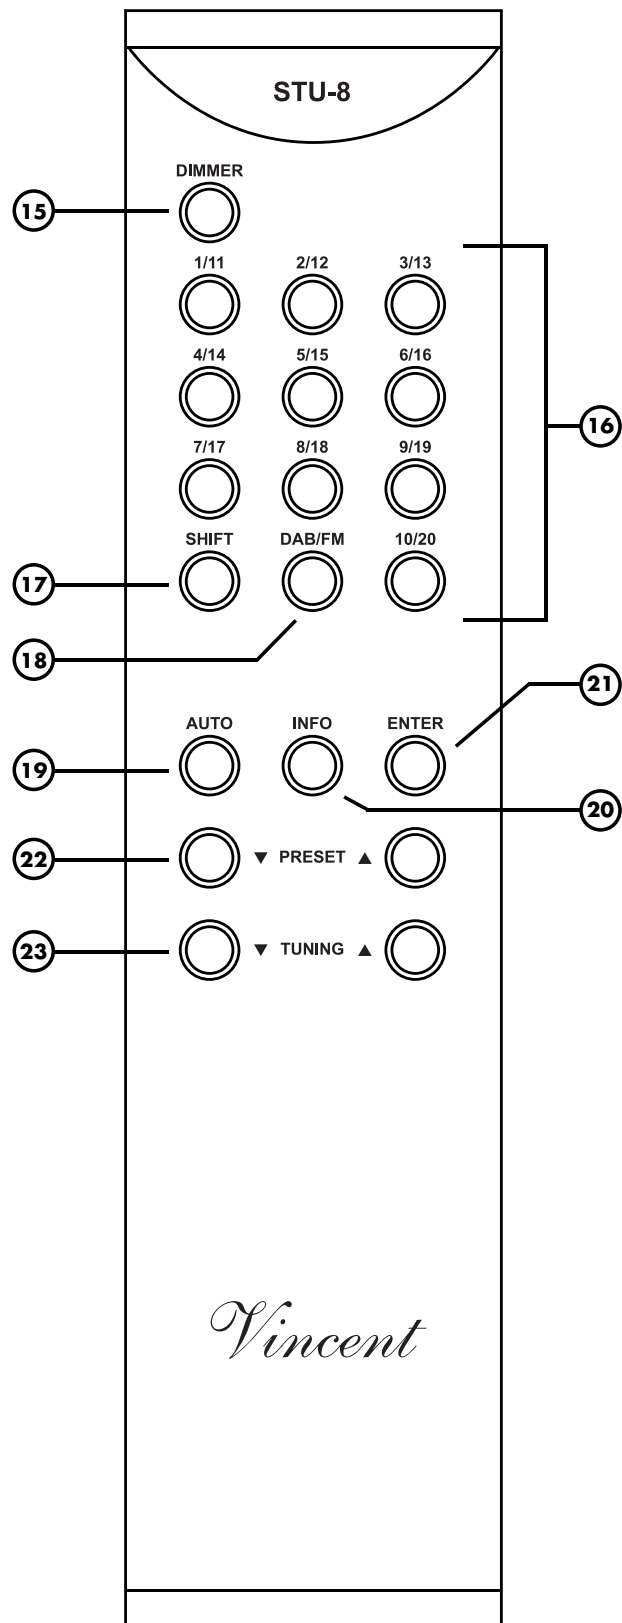 STU-8
DIMMER
15
1/11 2/12 3/13
4/14 5/15 6/16
16
7/17 8/18 9/19
SHIFT DAB/FM 10/20
17
18
21
AUTO INFO ENTER
19
20
22 ▼ PRESET ▲
23 ▼ TUNING ▲
Vincent